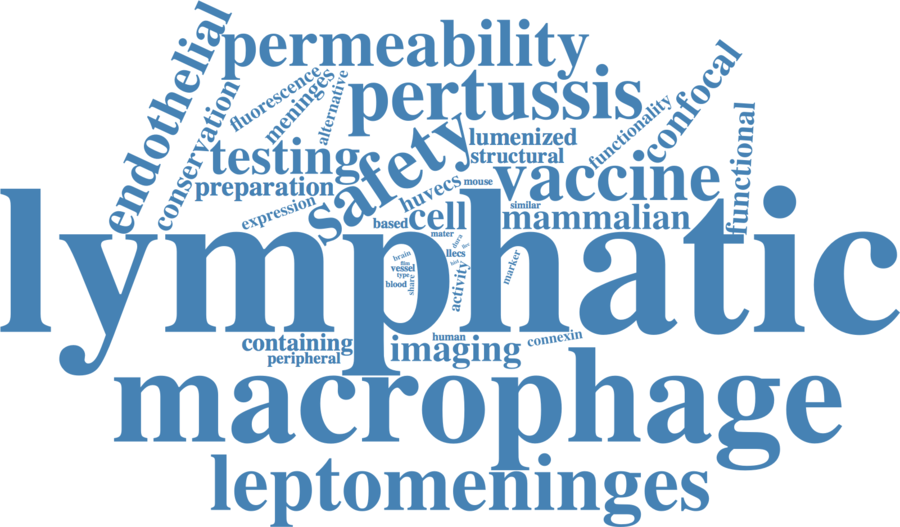 permeability
endothelial
conservation
fluorescence
meninges
alternative
pertussis
confocal
functionality
functional
testing
safety
lumenized
structural
preparation
vaccine
huvecs
mouse
expression
similar
based
cell
mammalian
mater
lymphatic
dura
brain
llecs
vessel
type
blood
share
activity
marker
containing
peripheral
human
imaging
connexin
macrophage
leptomeninges